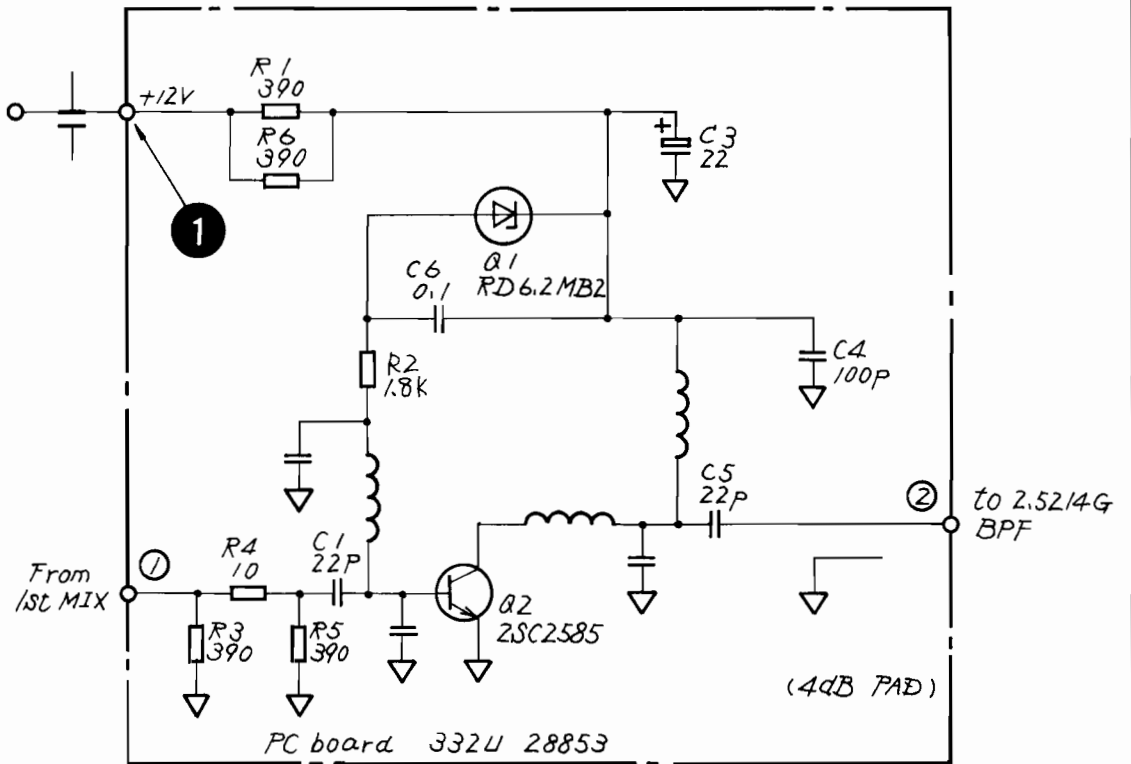 R1
390
+12V
R6
390
C3
22
1
Q1
RD6.2MB2
C6
0.1
R2
1.8K
C4
100P
C5
22P
②
to 2.5214G
BPF
From
1st MIX
①
R4
10
C1
22P
R3
390
R5
390
Q2
2SC2585
(4dB PAD)
PC board 332U 28853